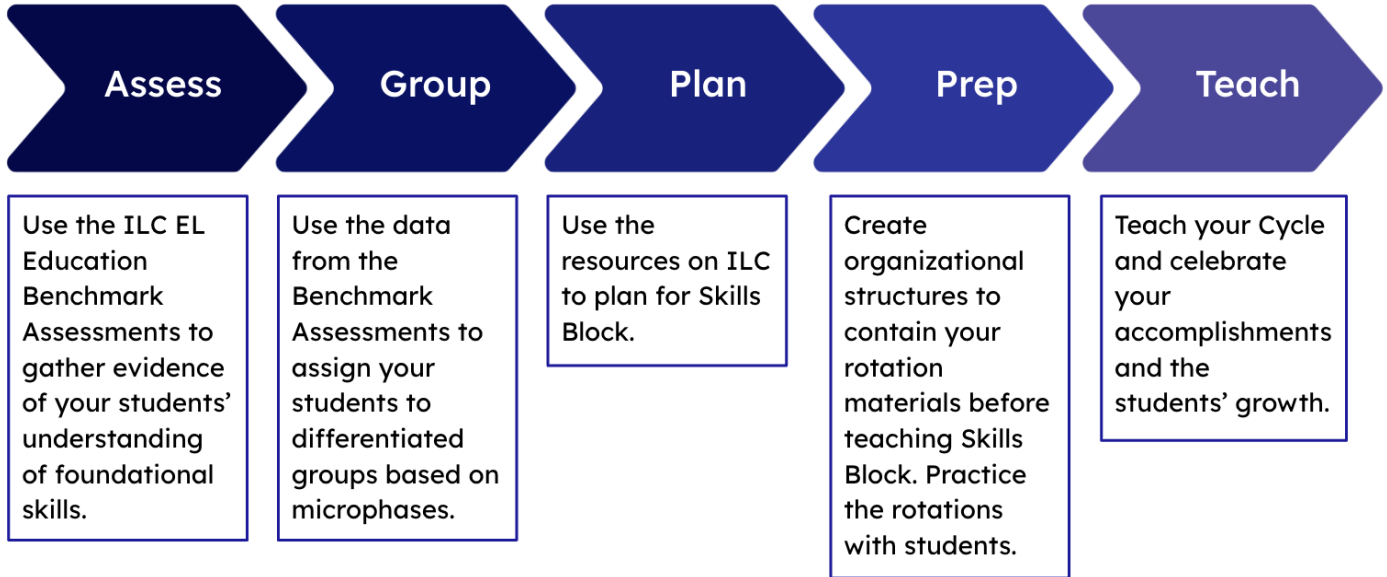 Assess
Group
Plan
Prep
Teach
Use the ILC EL
Education
Benchmark
Assessments to
gather evidence
of your students’
understanding
of foundational
skills.
Use the data
from the
Benchmark
Assessments to
assign your
students to
differentiated
groups based on
microphases.
Use the
resources on ILC
to plan for Skills
Block.
Create
organizational
structures to
contain your
rotation
materials before
teaching Skills
Block. Practice
the rotations
with students.
Teach your Cycle
and celebrate
your
accomplishments
and the
students’ growth.